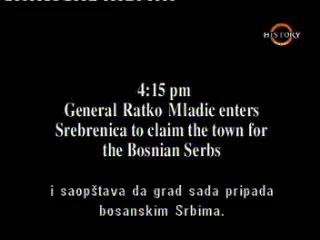 HISTORY
4:15 pm
General Ratko Mladic enters
Srebrenica to claim the town for
the Bosnian Serbs
i saopštava da grad sada pripada
bosanskim Srbima.